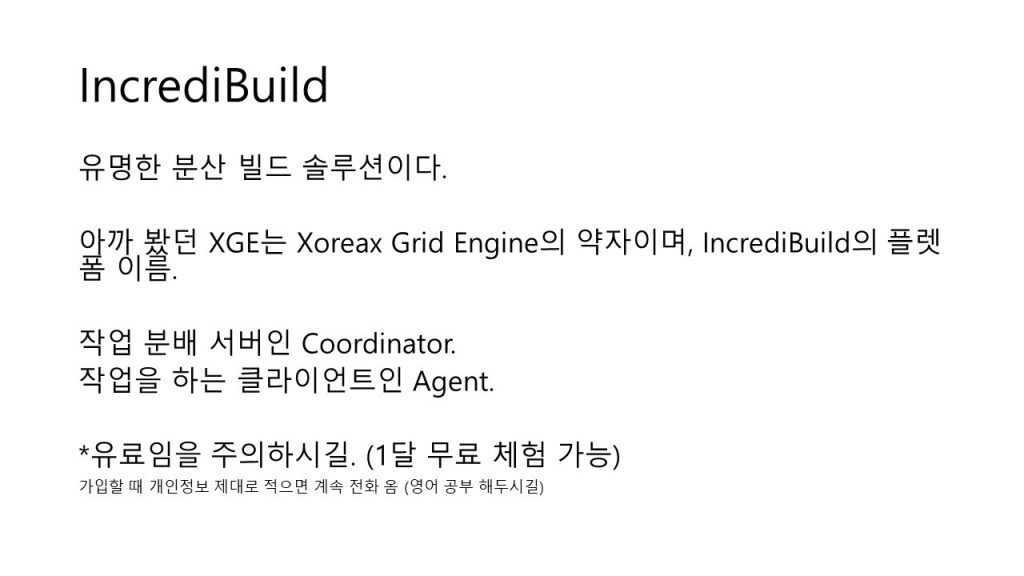 IncrediBuild
유명한 분산 빌드 솔루션이다.
아까 봤던 XGE는 Xoreax Grid Engine의 약자이며, IncrediBuild의 플렛
폼 이름.
작업 분배 서버인 Coordinator.
작업을 하는 클라이언트인 Agent.
*유료임을 주의하시길. (1달 무료 체험 가능)
가입할 때 개인정보 제대로 적으면 계속 전화 옴 (영어 공부 해두시길)